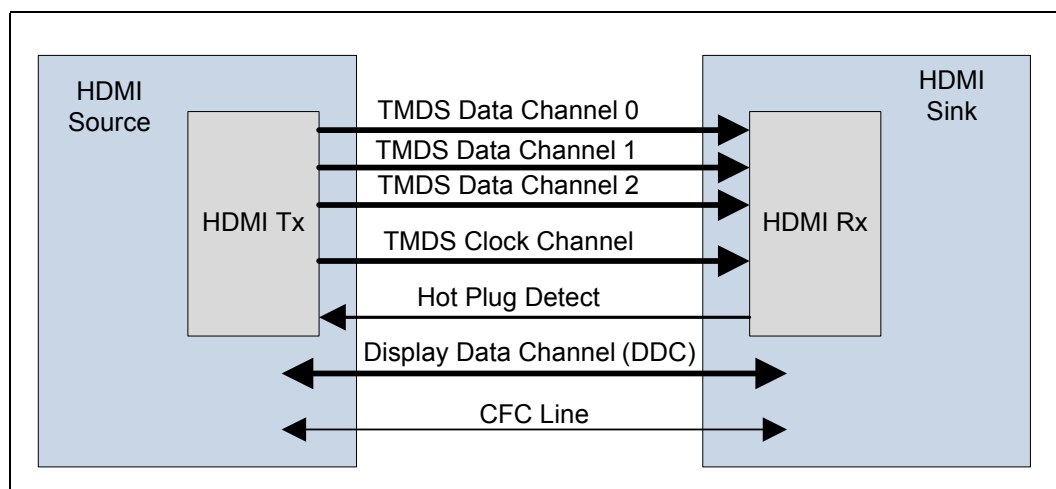 HDMI
Source
HDMI
Sink
TMDS Data Channel 0
TMDS Data Channel 1
TMDS Data Channel 2
HDMI Tx
HDMI Rx
TMDS Clock Channel
Hot Plug Detect
Display Data Channel (DDC)
CFC Line